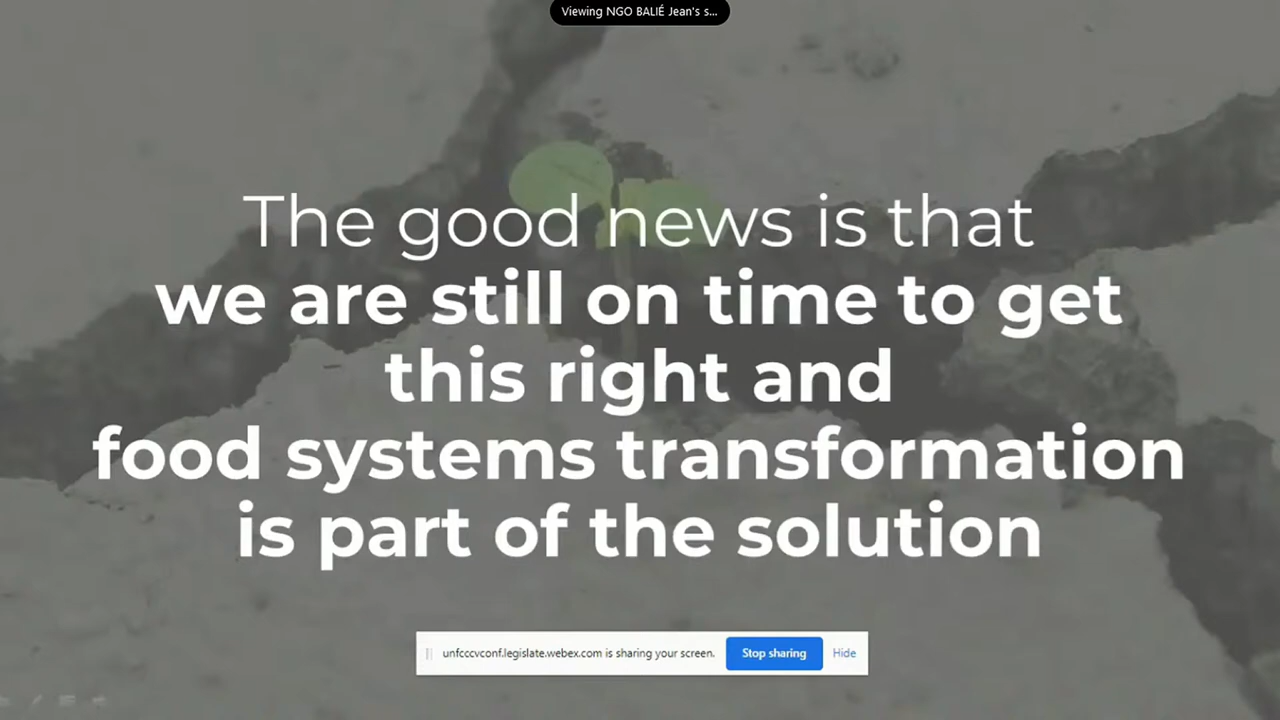 Viewing NGO BALIÉ Jean's s...
The good news is that
we are still on time to get
this right and
food systems transformation
is part of the solution
unfcccvconf.legislate.webex.com is sharing your screen. Stop sharing Hide